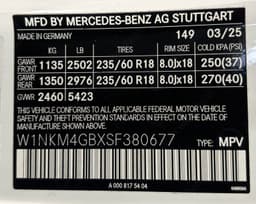 MFD BY MERCEDES-BENZ AG STUTTGART
MADE IN GERMANY 149 03/25
KG LB TIRES RIM SIZE COLD KPA(PSI)
GAWR FRONT 1135 2502 235/60 R18 8.0Jx18 250(37)
GAWR REAR 1350 2976 235/60 R18 8.0Jx18 270(40)
GVWR 2460 5423
THIS VEHICLE CONFORMS TO ALL APPLICABLE FEDERAL MOTOR VEHICLE
SAFETY AND THEFT PREVENTION STANDARDS IN EFFECT ON THE DATE OF
MANUFACTURE SHOWN ABOVE.
W1NKM4GBXSF380677 TYPE: MPV
A 000 817 54 04